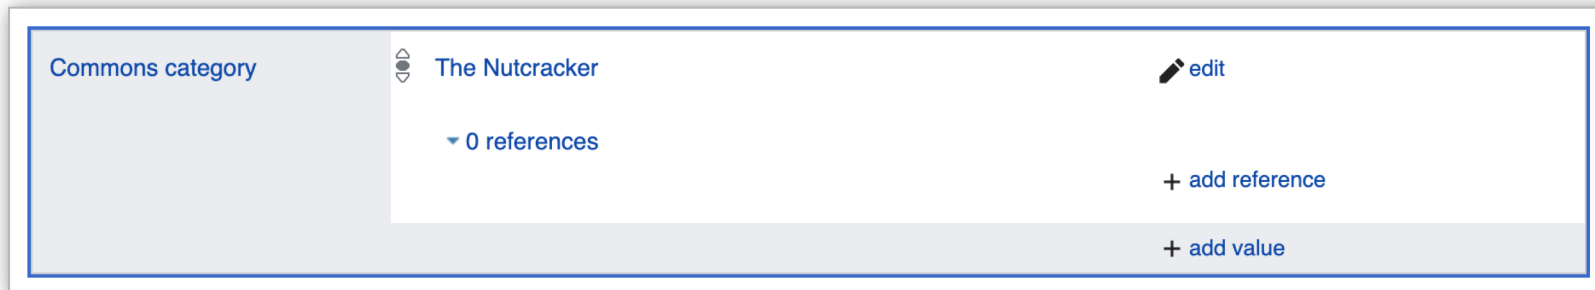 Commons category
The Nutcracker
edit
0 references
add reference
add value